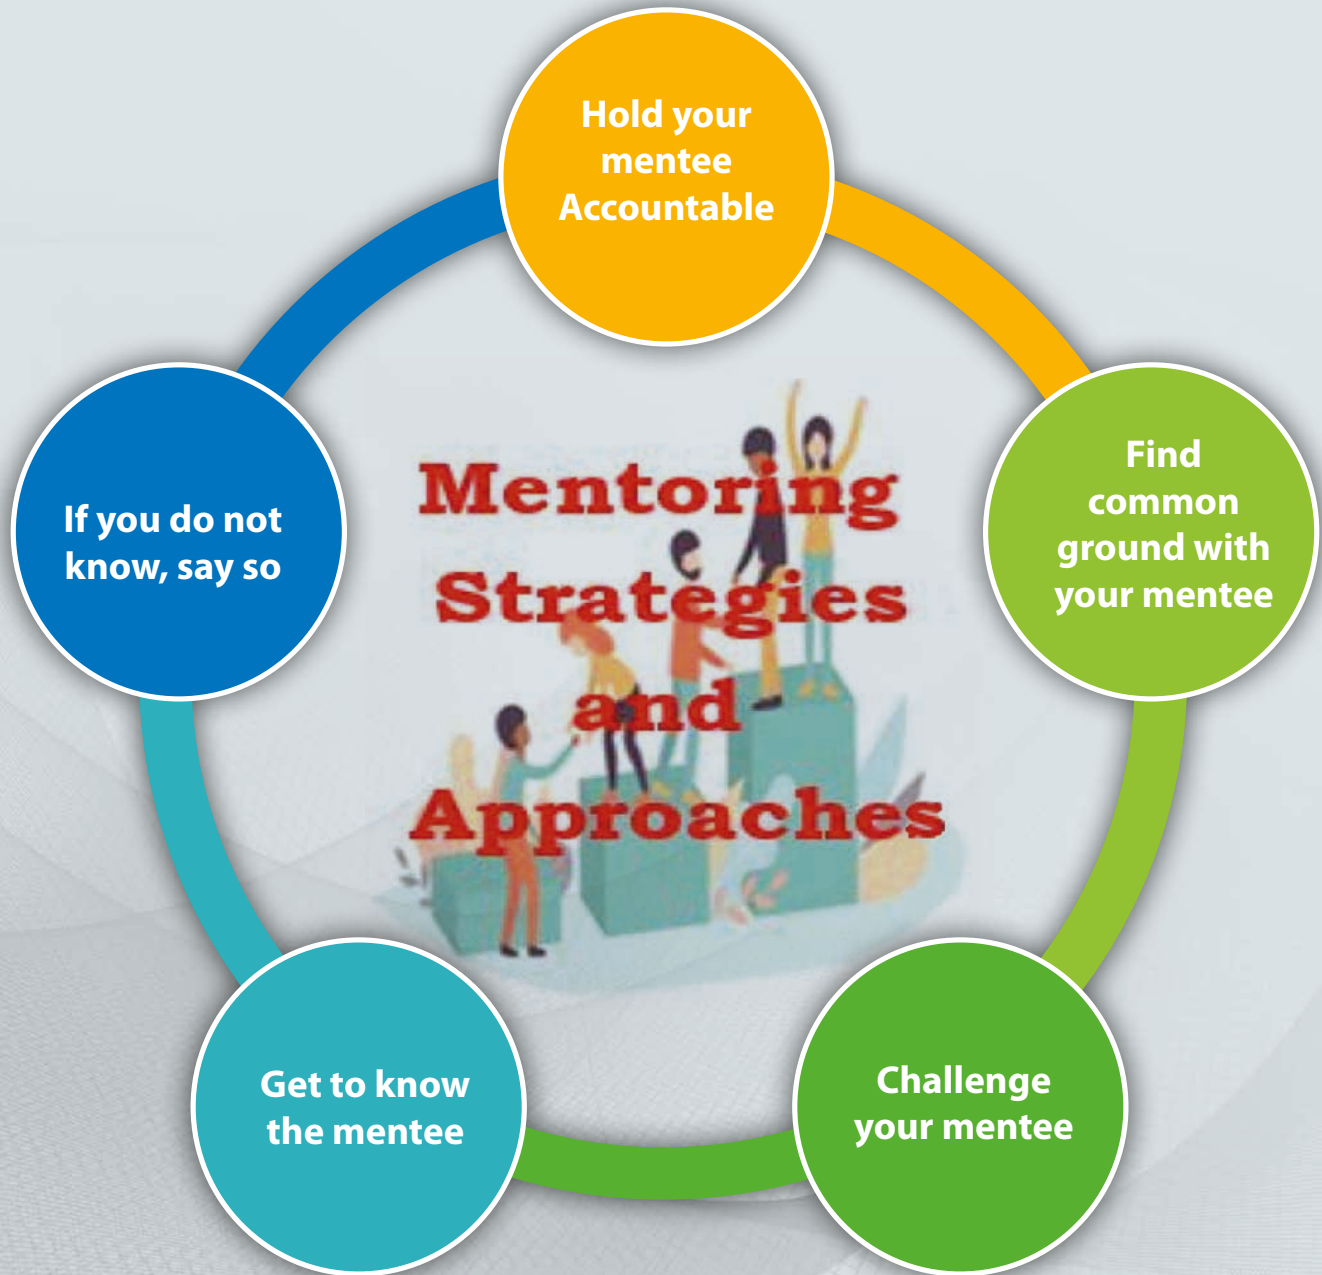 Hold your
mentee
Accountable
Find
common
ground with
your mentee
If you do not
know, say so
Mentoring
Strategies
and
Approaches
Get to know
the mentee
Challenge
your mentee